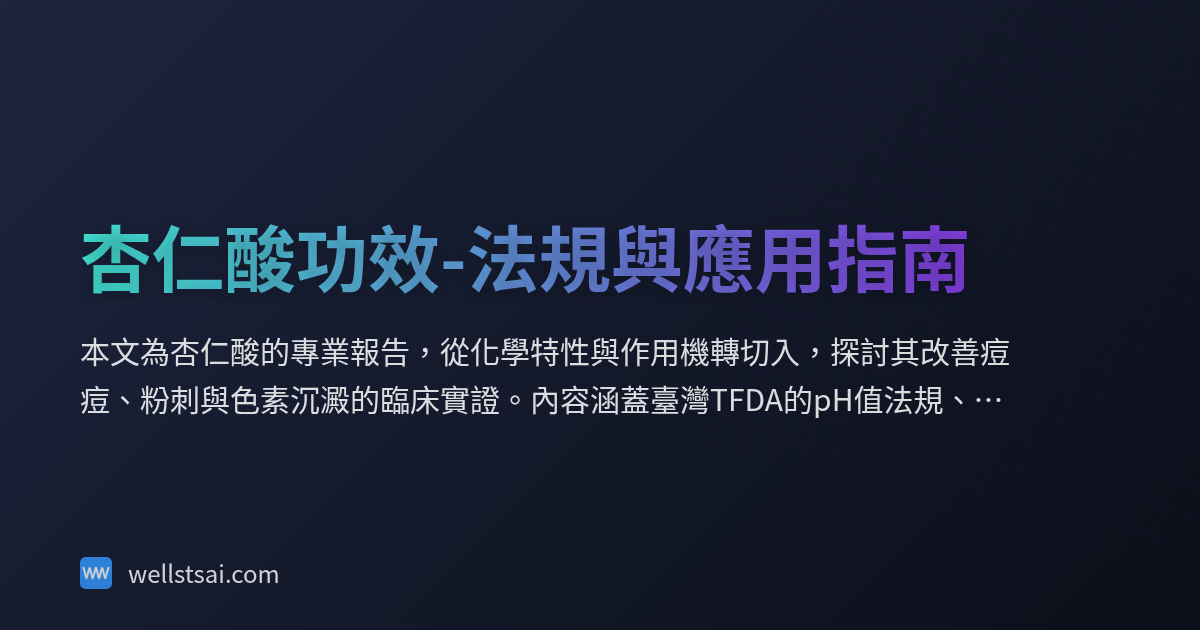 杏仁酸功效-法規與應用指南
本文為杏仁酸的專業報告，從化學特性與作用機轉切入，探討其改善痘
痘、粉刺與色素沉澱的臨床實證。內容涵蓋臺灣TFDA的pH值法規、…
W wellstsai.com